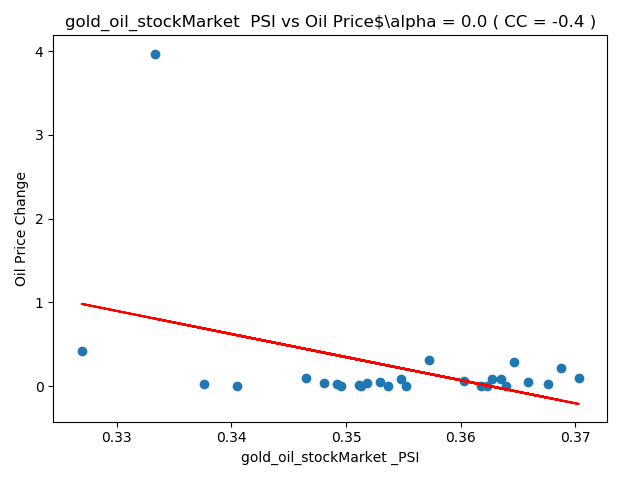 gold_oil_stockMarket  PSI vs Oil Price$\alpha = 0.0 ( CC = -0.4 )
4
3
2
1
0
Oil Price Change
0.33 0.34 0.35 0.36 0.37
gold_oil_stockMarket _PSI